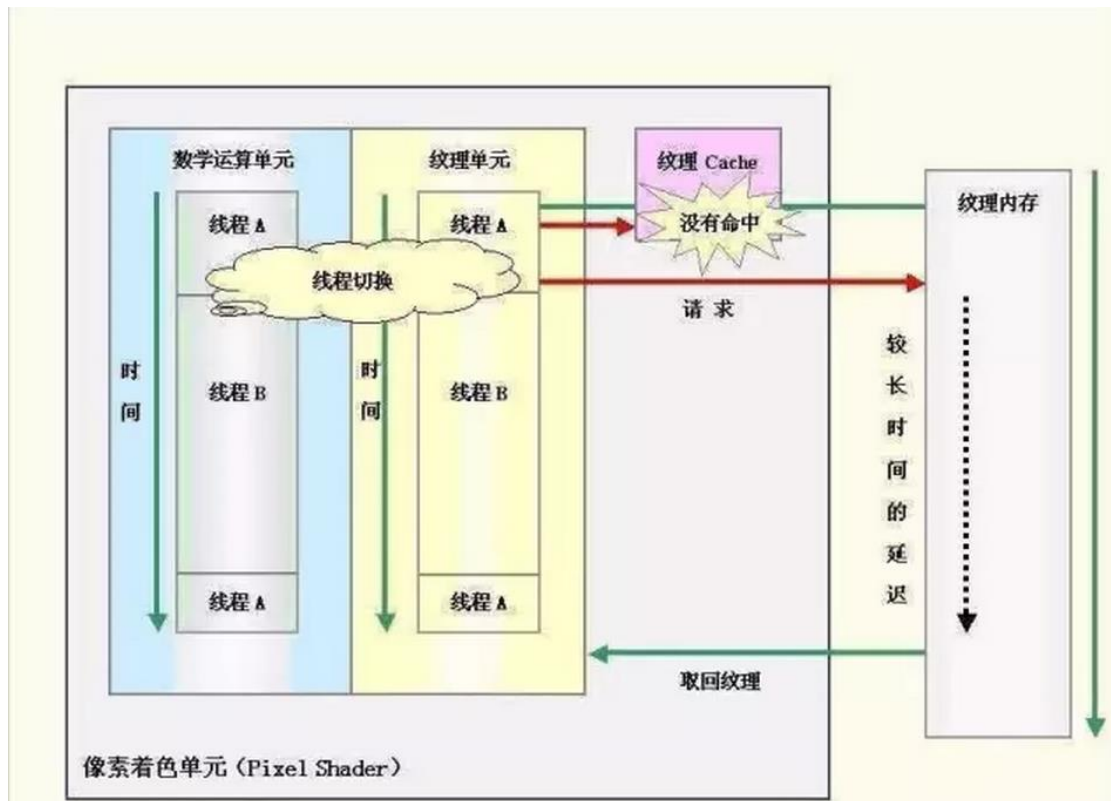 数学运算单元
纹理单元
纹理 Cache
纹理内存
线程 A
线程 A
没有命中
线程切换
请 求
时间
线程 B
时间
线程 B
较长时间的延迟
线程 A
线程 A
取回纹理
像素着色单元（Pixel Shader）